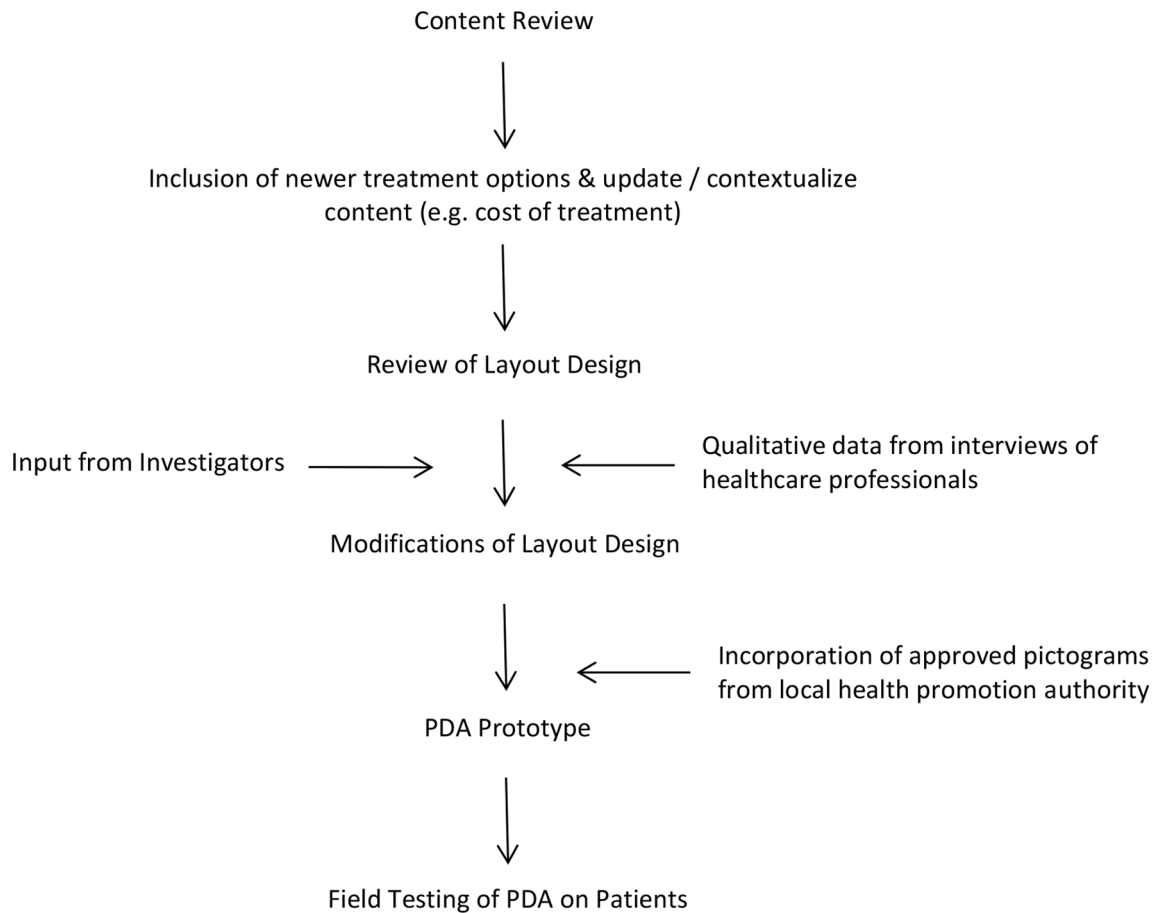 Content Review
Inclusion of newer treatment options & update / contextualize
content (e.g. cost of treatment)
Review of Layout Design
Input from Investigators
Qualitative data from interviews of
healthcare professionals
Modifications of Layout Design
Incorporation of approved pictograms
from local health promotion authority
PDA Prototype
Field Testing of PDA on Patients